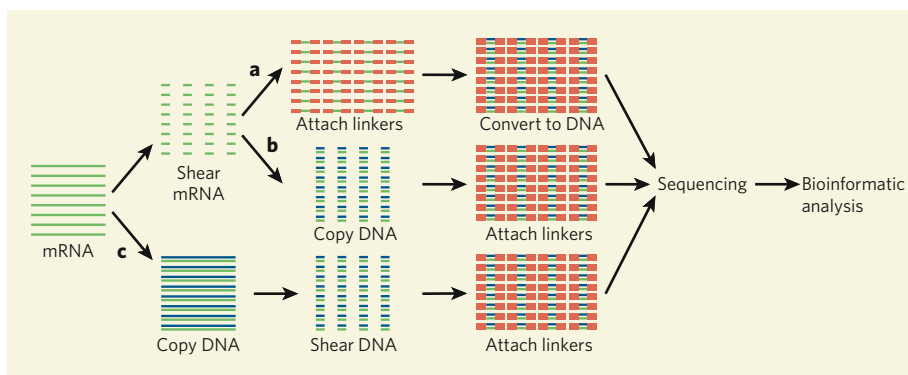 a
Attach linkers
Convert to DNA
Shear
mRNA
b
mRNA
Copy DNA
Attach linkers
Sequencing
Bioinformatic
analysis
c
Copy DNA
Shear DNA
Attach linkers